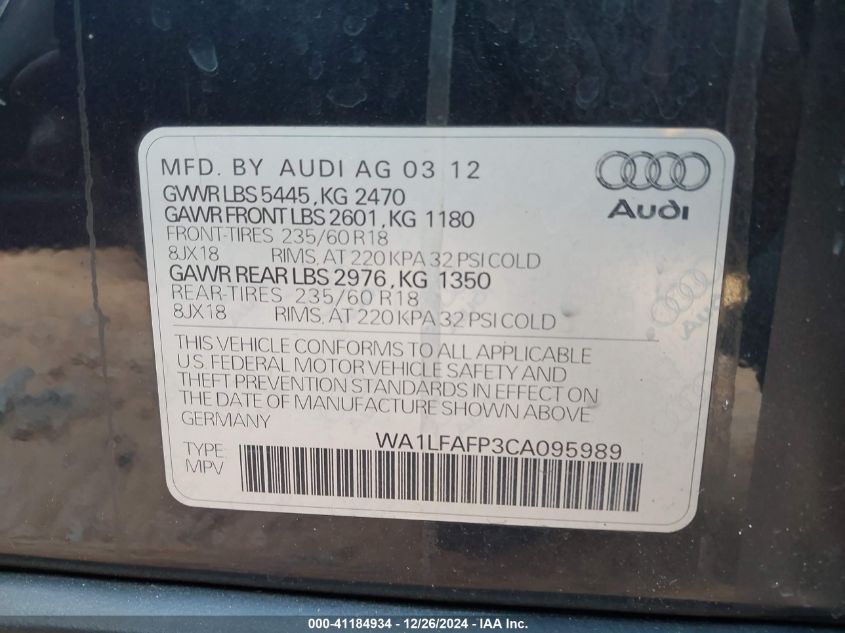 MFD. BY AUDI AG 03 12
Audi
GVWR LBS 5445, KG 2470
GAWR FRONT LBS 2601, KG 1180
FRONT-TIRES 235/60 R18
8JX18 RIMS, AT 220 KPA 32 PSI COLD
GAWR REAR LBS 2976, KG 1350
REAR-TIRES 235/60 R18
8JX18 RIMS, AT 220 KPA 32 PSI COLD
THIS VEHICLE CONFORMS TO ALL APPLICABLE
U.S. FEDERAL MOTOR VEHICLE SAFETY AND
THEFT PREVENTION STANDARDS IN EFFECT ON
THE DATE OF MANUFACTURE SHOWN ABOVE
GERMANY
WA1LFAFP3CA095989
TYPE:
MPV
000-41184934 - 12/26/2024 - IAA Inc.